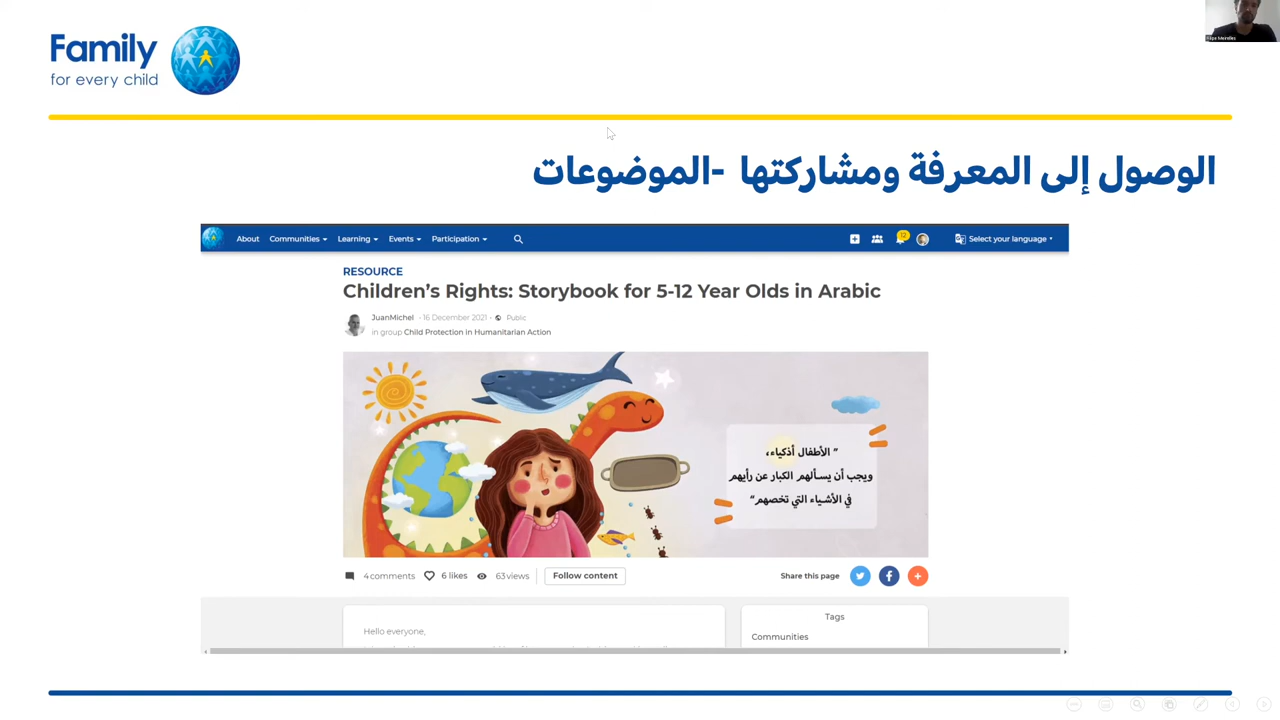 Family
for every child
الوصول إلى المعرفة ومشاركتها -الموضوعات
About Communities Learning Events Participation 12 Select your language
RESOURCE
Children's Rights: Storybook for 5-12 Year Olds in Arabic
JuanMichel - 16 December 2021 • Public
in group Child Protection in Humanitarian Action
" الأطفال أذكياء،
ويجب أن يسألهم الكبار عن رأيهم
في الأشياء التي تخصهم"
4 comments 6 likes 63 views Follow content Share this page
Hello everyone,
Tags
Communities